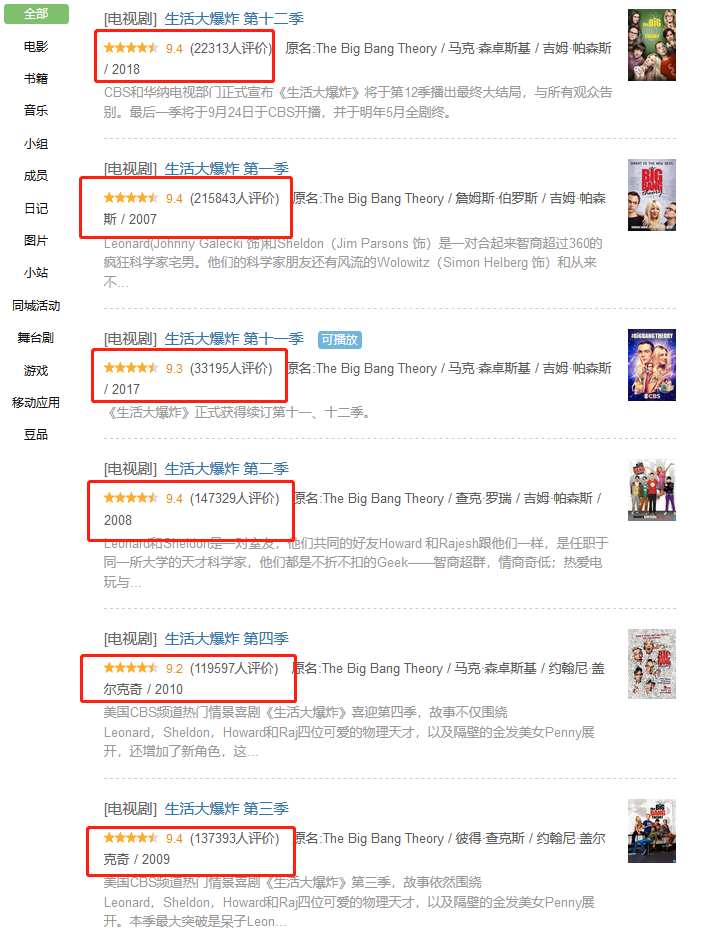 全部
电影
书籍
音乐
小组
成员
日记
图片
小站
同城活动
舞台剧
游戏
移动应用
豆品
[电视剧] 生活大爆炸 第十二季
9.4 (22313人评价) 原名:The Big Bang Theory / 马克·森卓斯基 / 吉姆·帕森斯
/ 2018
CBS和华纳电视部门正式宣布《生活大爆炸》将于第12季播出最终大结局，与所有观众告
别。最后一季将于9月24日于CBS开播，并于明年5月全剧终。
[电视剧] 生活大爆炸 第一季
9.4 (215843人评价) 原名:The Big Bang Theory / 詹姆斯·伯罗斯 / 吉姆·帕森
斯 / 2007
Leonard(Johnny Galecki 饰)和Sheldon（Jim Parsons 饰）是一对合起来智商超过360的
疯狂科学家宅男。他们的科学家朋友还有风流的Wolowitz（Simon Helberg 饰）和从来
不...
[电视剧] 生活大爆炸 第十一季 可播放
9.3 (33195人评价) 原名:The Big Bang Theory / 马克·森卓斯基 / 吉姆·帕森斯
/ 2017
《生活大爆炸》正式获得续订第十一、十二季。
[电视剧] 生活大爆炸 第二季
9.4 (147329人评价) 原名:The Big Bang Theory / 查克·罗瑞 / 吉姆·帕森斯 /
2008
Leonard和Sheldon是一对室友，他们共同的好友Howard 和Rajesh跟他们一样，是任职于
同一所大学的天才科学家，他们都是不折不扣的Geek——智商超群，情商奇低；热爱电
玩与...
[电视剧] 生活大爆炸 第四季
9.2 (119597人评价) 原名:The Big Bang Theory / 马克·森卓斯基 / 约翰尼·盖
尔克奇 / 2010
美国CBS频道热门情景喜剧《生活大爆炸》喜迎第四季，故事不仅围绕
Leonard，Sheldon，Howard和Raj四位可爱的物理天才，以及隔壁的金发美女Penny展
开，还增加了新角色，这...
[电视剧] 生活大爆炸 第三季
9.4 (137393人评价) 原名:The Big Bang Theory / 彼得·查克斯 / 约翰尼·盖尔
克奇 / 2009
美国CBS频道热门情景喜剧《生活大爆炸》第三季，故事依然围绕
Leonard，Sheldon，Howard和Raj四位可爱的物理天才，以及隔壁的金发美女Penny展
开。本季最大突破是呆子Leon...